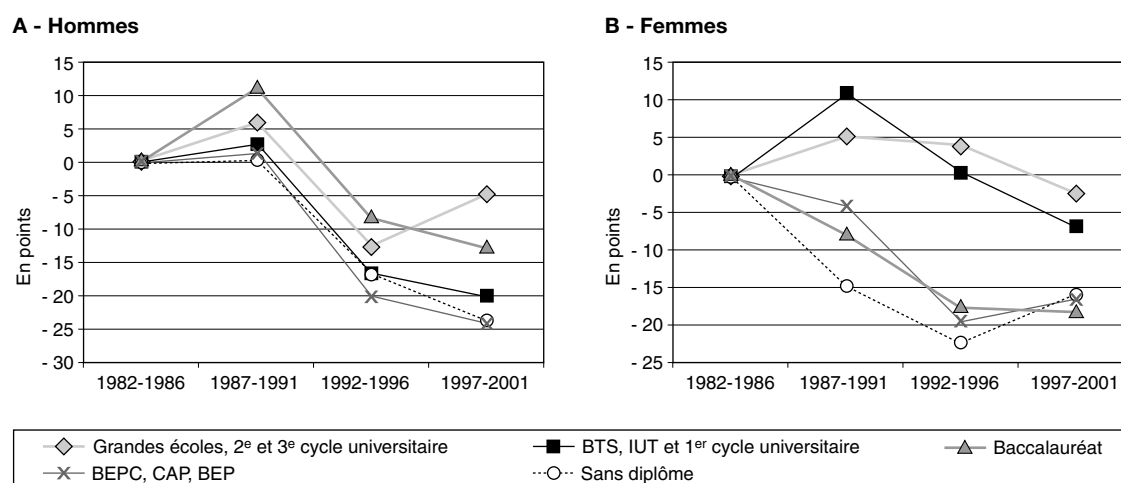 A - Hommes
En points
15
10
5
0
- 5
- 10
- 15
- 20
- 25
- 30
1982-1986 1987-1991 1992-1996 1997-2001
B - Femmes
En points
15
10
5
0
- 5
- 10
- 15
- 20
- 25
1982-1986 1987-1991 1992-1996 1997-2001
Grandes écoles, 2e et 3e cycle universitaire BTS, IUT et 1er cycle universitaire Baccalauréat
BEPC, CAP, BEP Sans diplôme